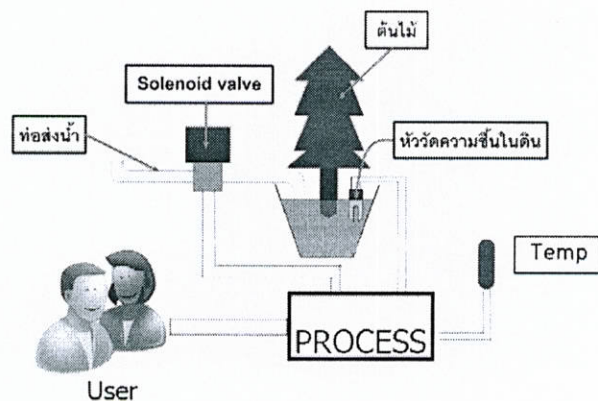 ต้นไม้
Solenoid valve
ท่อส่งน้ำ
หัววัดความชื้นในดิน
Temp
PROCESS
User